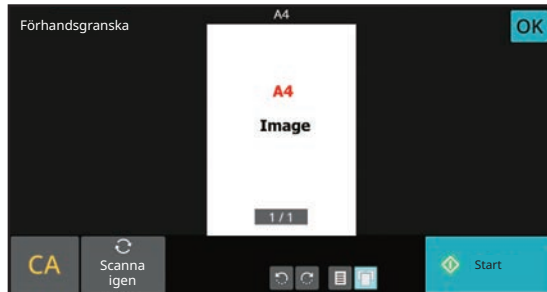 A4
Förhandsgranska
OK
A4
Image
1 / 1
CA
Scanna
igen
Start